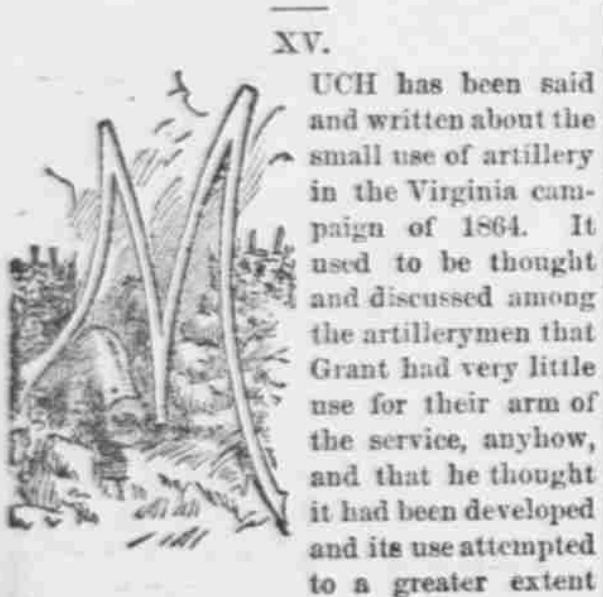 XV.
MUCH has been said
and written about the
small use of artillery
in the Virginia cam-
paign of 1864. It
used to be thought
and discussed among
the artillerymen that
Grant had very little
use for their arm of
the service, anyhow,
and that he thought
it had been developed
and its use attempted
to a greater extent